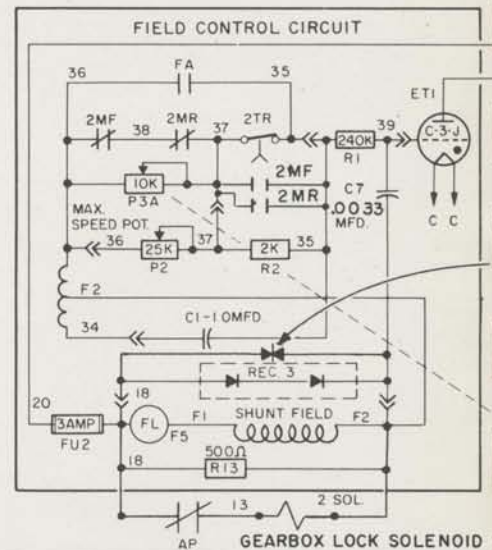 FIELD CONTROL CIRCUIT
36 FA 35
ET1
2MF 38 2MR 37 2TR
39
240K
R1
C-3-J
10K
P3A
2MF
2MR
C7
.0033
MFD.
C C
MAX.
SPEED POT.
36 25K 37 2K 35
P2 R2
F2
34
C1-1.0MFD.
REC. 3
18
20
3AMP
FU2
FL
F5
F1 SHUNT FIELD F2
18
500Ω
R13
13 2 SOL.
AP
GEARBOX LOCK SOLENOID